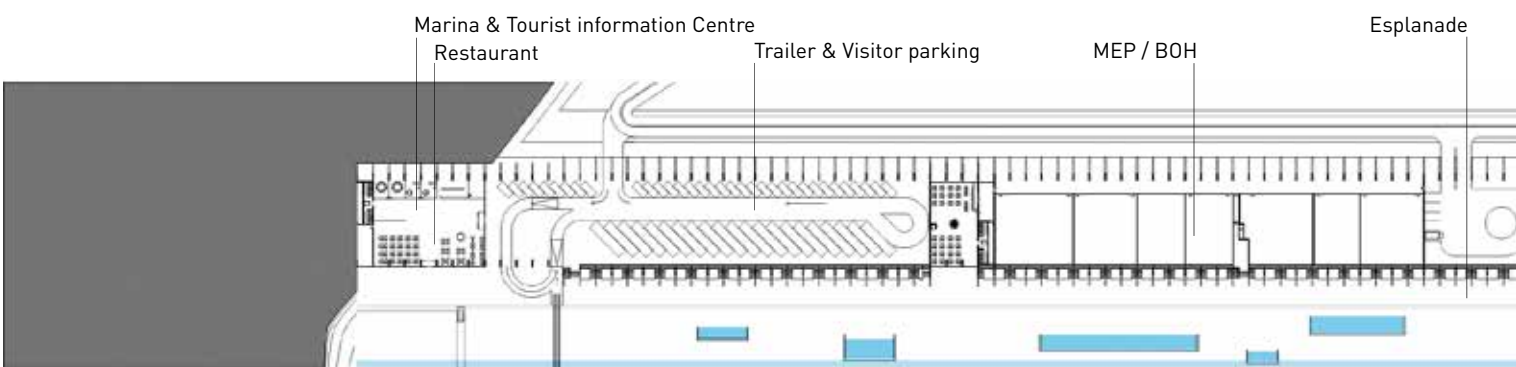 Marina & Tourist information Centre
Esplanade
Restaurant
Trailer & Visitor parking
MEP / BOH